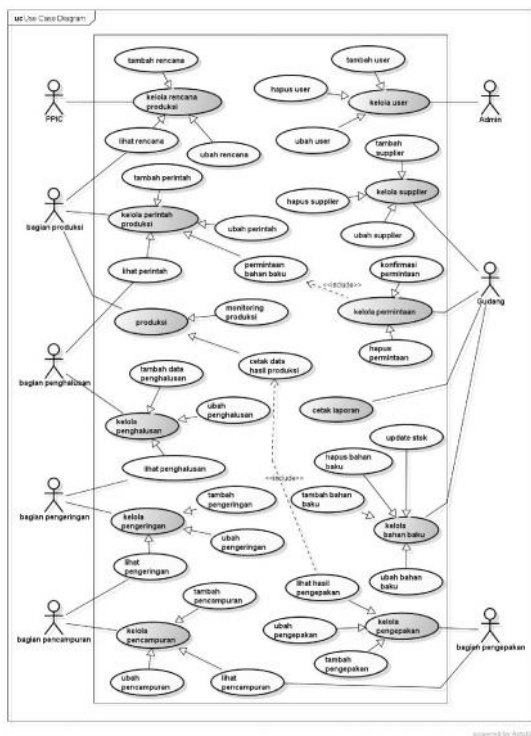 uc Use Case Diagram
tambah rencana
tambah user
hapus user
kelola rencana
produksi
kelola user
PPIC
Admin
lihat rencana
ubah rencana
ubah user
tambah
supplier
tambah perintah
hapus supplier
kelola supplier
kelola perintah
produksi
bagian produksi
ubah perintah
ubah
supplier
lihat perintah
permintaan
bahan baku
konfirmasi
permintaan
<<include>>
Gudang
monitoring
produksi
kelola permintaan
produksi
cetak data
hasil produksi
hapus
permintaan
bagian penghalusan
tambah data
penghalusan
ubah
penghalusan
cetak laporan
kelola
penghalusan
update stok
hapus bahan
baku
lihat penghalusan
<<include>>
tambah
pengeringan
tambah bahan
baku
bagian pengeringan
kelola
pengeringan
kelola
bahan baku
ubah
pengeringan
lihat
pengeringan
lihat hasil
pengepakan
ubah bahan
baku
tambah
pencampuran
ubah
pengepakan
kelola
pengepakan
bagian pencampuran
kelola
pencampuran
bagian pengepakan
tambah
pengepakan
ubah
pencampuran
lihat
pencampuran
powered by Astah